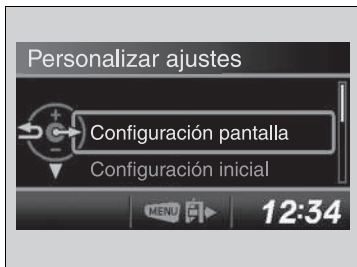 Personalizar ajustes
+
Configuración pantalla
−
Configuración inicial
MENU
12:34